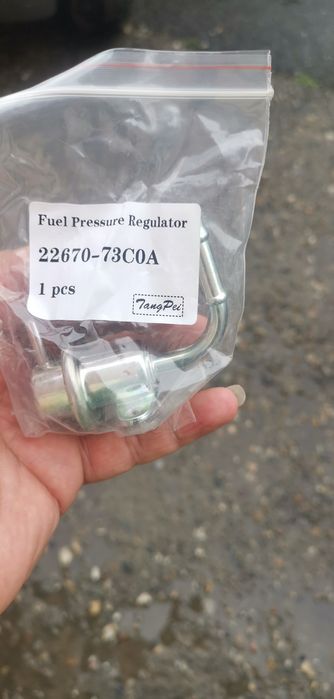 Fuel Pressure Regulator
22670-73C0A
1 pcs
TangPei